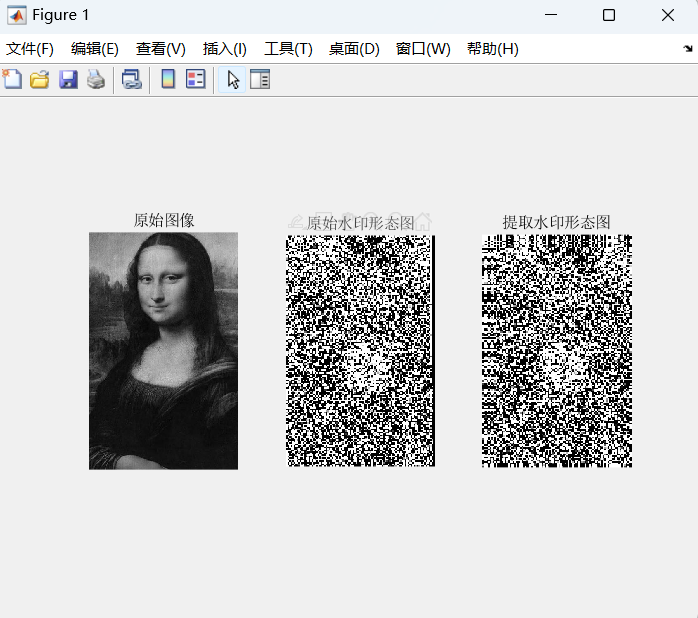 Figure 1
文件(F) 编辑(E) 查看(V) 插入(I) 工具(T) 桌面(D) 窗口(W) 帮助(H)
原始图像 原始水印形态图 提取水印形态图